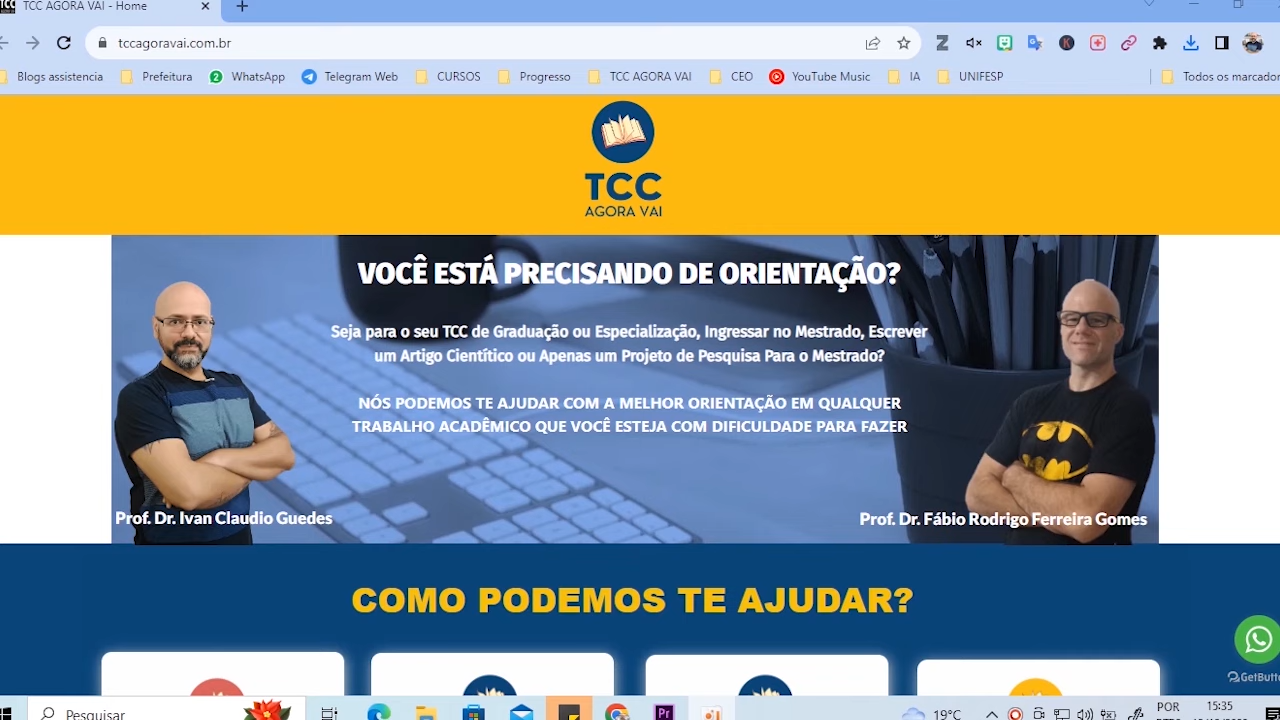 TCC AGORA VAI - Home
tccagoravai.com.br
Blogs assistencia
Prefeitura
WhatsApp
Telegram Web
CURSOS
Progresso
TCC AGORA VAI
CEO
YouTube Music
IA
UNIFESP
Todos os marcador
TCC
AGORA VAI
VOCÊ ESTÁ PRECISANDO DE ORIENTAÇÃO?
Seja para o seu TCC de Graduação ou Especialização, Ingressar no Mestrado, Escrever
um Artigo Científico ou Apenas um Projeto de Pesquisa Para o Mestrado?
NÓS PODEMOS TE AJUDAR COM A MELHOR ORIENTAÇÃO EM QUALQUER
TRABALHO ACADÊMICO QUE VOCÊ ESTEJA COM DIFICULDADE PARA FAZER
Prof. Dr. Ivan Claudio Guedes
Prof. Dr. Fábio Rodrigo Ferreira Gomes
COMO PODEMOS TE AJUDAR?
GetButt
Pesquisar
Pr
19°C
POR
15:35